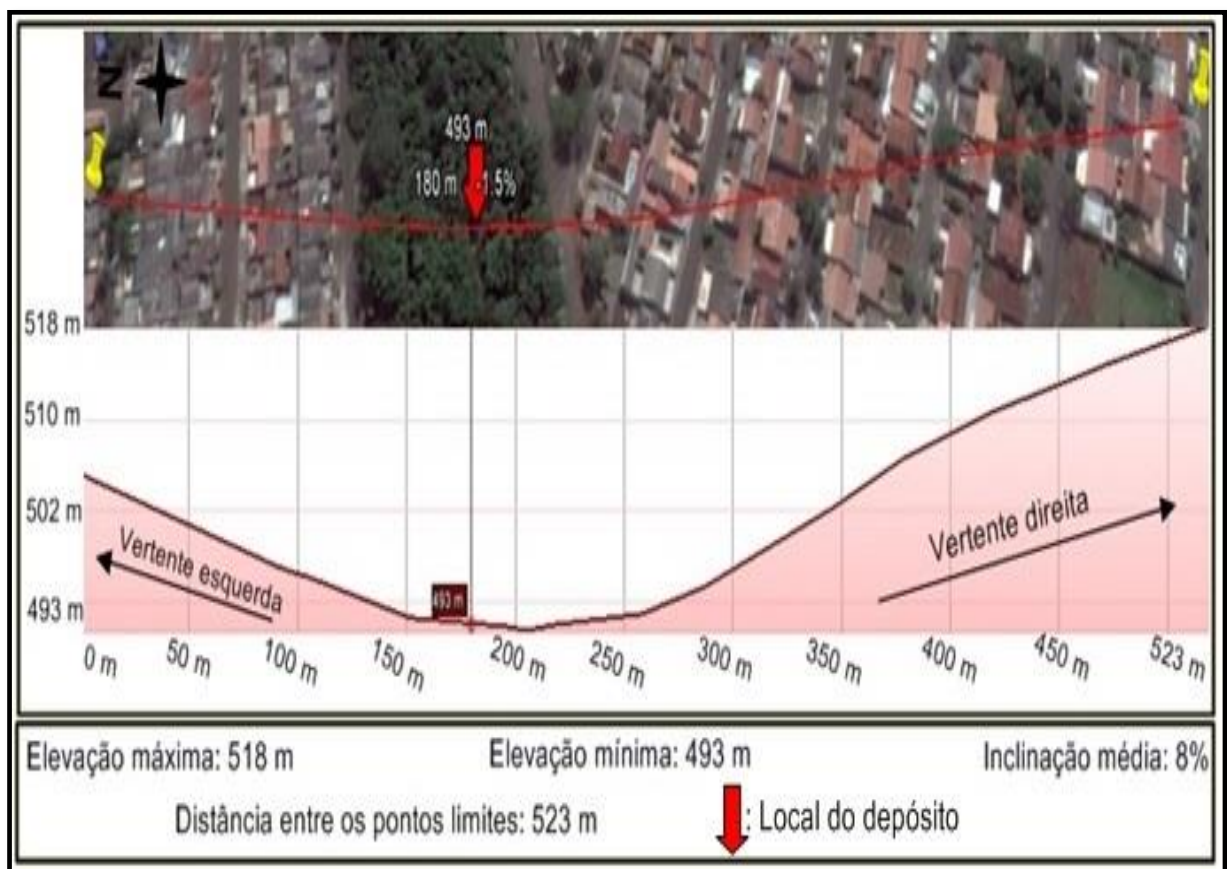 N
493 m
180 m -1.5%
518 m
510 m
502 m
493 m
Vertente esquerda
493 m
Vertente direita
0 m 50 m 100 m 150 m 200 m 250 m 300 m 350 m 400 m 450 m 523 m
Elevação máxima: 518 m Elevação mínima: 493 m Inclinação média: 8%
Distância entre os pontos limites: 523 m : Local do depósito